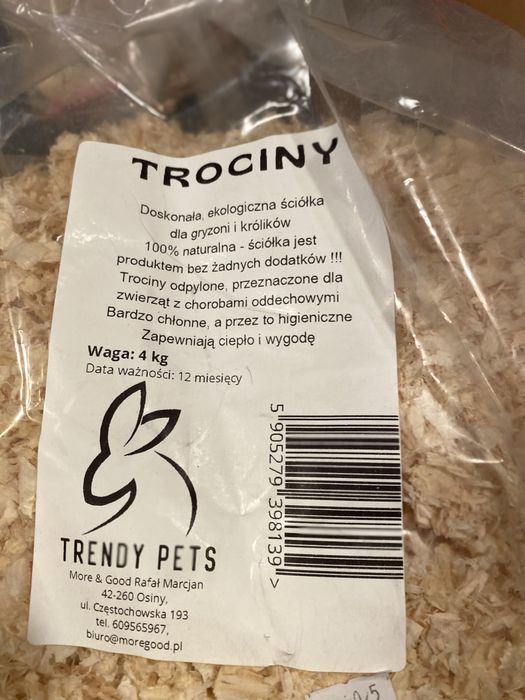 TROCINY
Doskonała, ekologiczna ściółka
dla gryzoni i królików
100% naturalna - ściółka jest
produktem bez żadnych dodatków !!!
Trociny odpylone, przeznaczone dla
zwierząt z chorobami oddechowymi
Bardzo chłonne, a przez to higieniczne
Zapewniają ciepło i wygodę
Waga: 4 kg
Data ważności: 12 miesięcy
5 905279 398139 >
TRENDY PETS
More & Good Rafał Marcjan
42-260 Osiny,
ul. Częstochowska 193
tel. 609565967,
biuro@moregood.pl